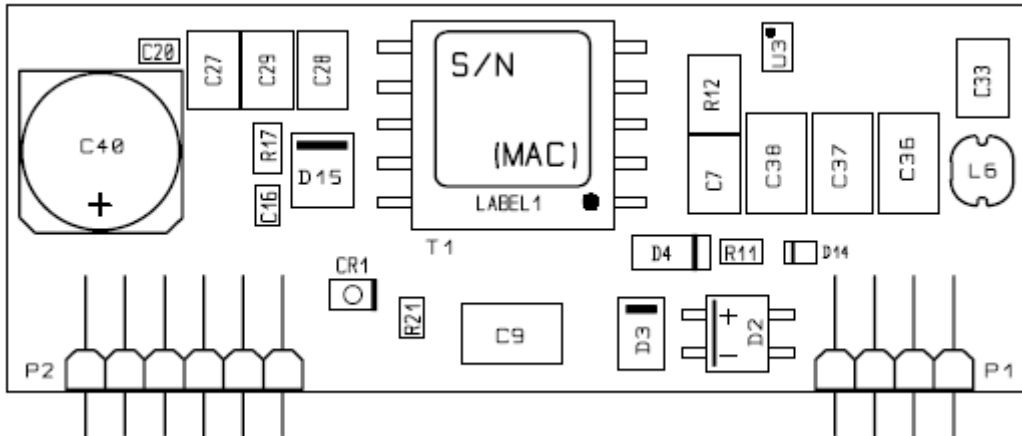 C20
C27
C29
C28
S/N
(MAC)
LABEL1
T1
U3
R12
C33
C40
+
R17
D15
C16
C7
C38
C37
C36
L6
D4
R11
D14
CR1
R21
C9
D3
+
-
D2
P2
P1